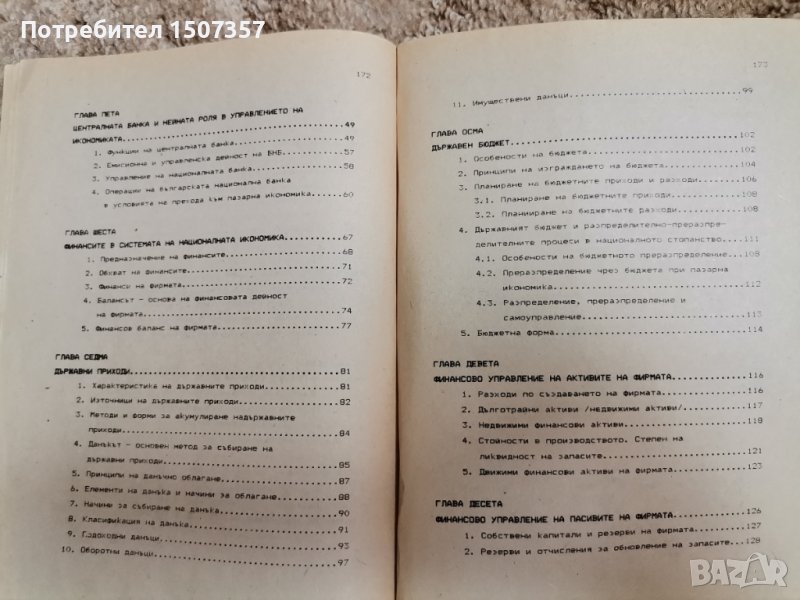 Потребител 1507357
172
ГЛАВА ПЕТА
ЦЕНТРАЛНАТА БАНКА И НЕЙНАТА РОЛЯ В УПРАВЛЕНИЕТО НА
ИКОНОМИКАТА..................................49
1. Функции на централната банка..................49
2. Емисионна и управленска дейност на БНБ..........57
3. Управление на националната банка...............58
4. Операции на българската национална банка
в условията на прехода към пазарна икономика.....60
ГЛАВА ШЕСТА
ФИНАНСИТЕ В СИСТЕМАТА НА НАЦИОНАЛНАТА ИКОНОМИКА..........67
1. Предназначение на финансите...................68
2. Обхват на финансите...................71
3. Финанси на фирмата...................72
4. Балансът - основа на финансовата дейност
на фирмата...................74
5. Финансов баланс на фирмата...................77
ГЛАВА СЕДМА
ДЪРЖАВНИ ПРИХОДИ...................81
1. Характеристика на държавните приходи..........81
2. Източници на държавните приходи...............82
3. Методи и форми за акумулиране надържавните
приходи...................84
4. Данъкът - основен метод за събиране на
държавни приходи...................85
5. Принципи на данъчно облагане...................87
6. Елементи на данъка и начини за облагане..........88
7. Начини за събиране на данъка...................90
8. Класификация на данъка...................91
9. Подоходни данъци...................93
10. Оборотни данъци...................97
173
11. Имуществени данъци...................99
ГЛАВА ОСМА
ДЪРЖАВЕН БЮДЖЕТ...................102
1. Особености на бюджета...................102
2. Принципи на изграждането на бюджета..........104
3. Планиране на бюджетните приходи и разходи.......106
3.1. Планиране на бюджетните приходи..........108
3.2. Планииране на бюджетните разходи..........108
4. Държавният бюджет и разпределително-преразпре-
делителните процеси в националното стопанство....111
4.1. Особености на бюджетното преразпределение....108
4.2. Преразпределение чрез бюджета при пазарна
икономика...................112
4.3. Разпределение, преразпределение и
самоуправление...................113
5. Бюджетна форма...................114
ГЛАВА ДЕВЕТА
ФИНАНСОВО УПРАВЛЕНИЕ НА АКТИВИТЕ НА ФИРМАТА..........116
1. Разходи по създаването на фирмата..........116
2. Дълготрайни активи /недвижими активи/..........117
3. Недвижими финансови активи...................118
4. Стойности в производството. Степен на
ликвидност на запасите...................121
5. Движими финансови активи на фирмата..........123
ГЛАВА ДЕСЕТА
ФИНАНСОВО УПРАВЛЕНИЕ НА ПАСИВИТЕ НА ФИРМАТА..........126
1. Собствени капитали и резерви на фирмата..........127
2. Резерви и отчисления за обновление на запасите...128
BAZAR
bg